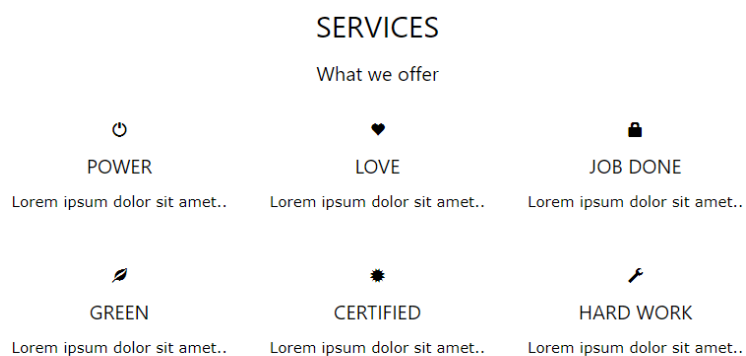 SERVICES
What we offer
POWER LOVE JOB DONE
Lorem ipsum dolor sit amet.. Lorem ipsum dolor sit amet.. Lorem ipsum dolor sit amet..
GREEN CERTIFIED HARD WORK
Lorem ipsum dolor sit amet.. Lorem ipsum dolor sit amet.. Lorem ipsum dolor sit amet..